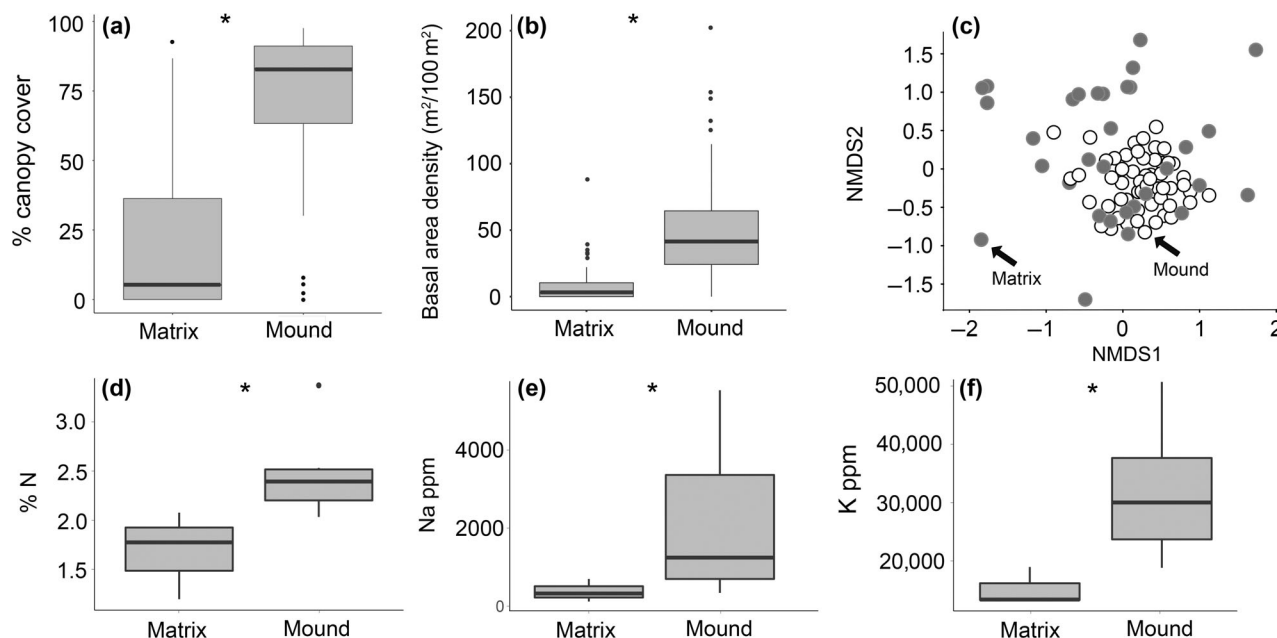 (a)
*
% canopy cover
100
75
50
25
0
Matrix Mound
(b)
*
Basal area density (m²/100 m²)
200
150
100
50
0
Matrix Mound
(c)
NMDS2
1.5
1.0
0.5
0
−0.5
−1.0
−1.5
Matrix
Mound
−2 −1 0 1 2
NMDS1
(d)
*
% N
3.0
2.5
2.0
1.5
Matrix Mound
(e)
*
Na ppm
4000
2000
0
Matrix Mound
(f)
*
K ppm
50,000
40,000
30,000
20,000
Matrix Mound